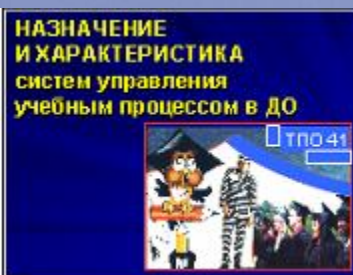 НАЗНАЧЕНИЕ
И ХАРАКТЕРИСТИКА
систем управления
учебным процессом в ДО
ТПО 41